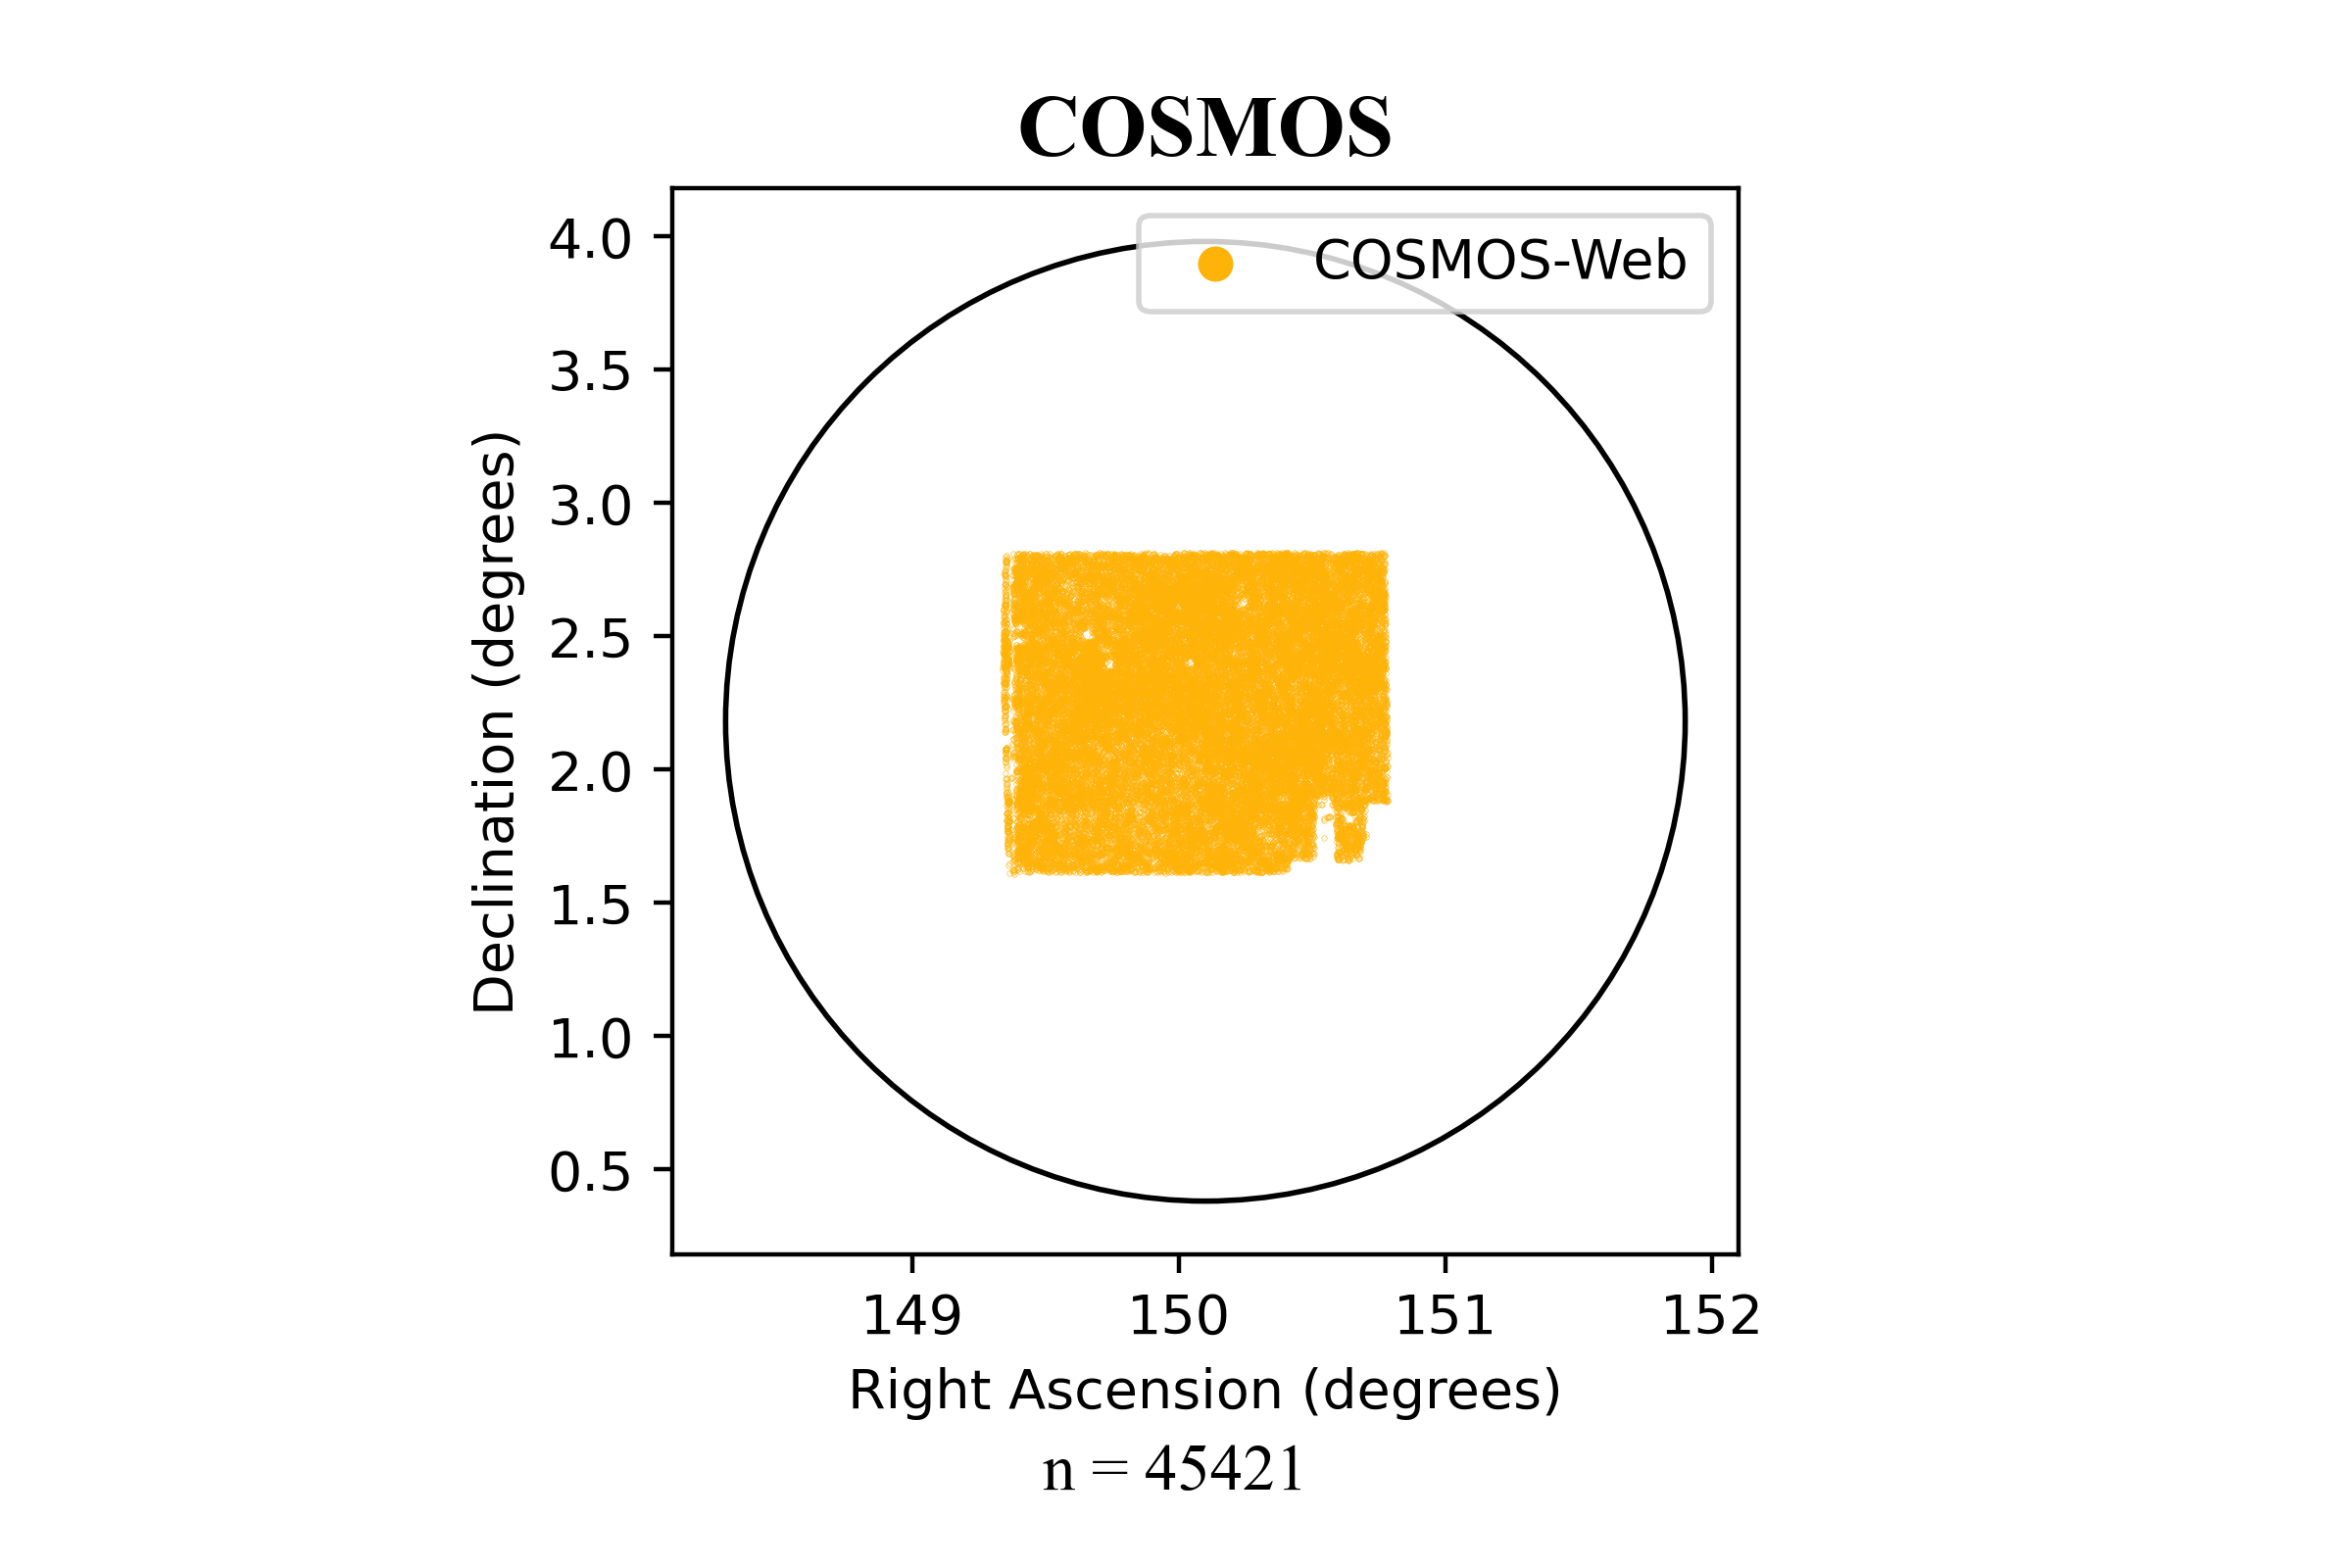 COSMOS
COSMOS-Web
4.0
3.5
3.0
2.5
2.0
1.5
1.0
0.5
Declination (degrees)
149 150 151 152
Right Ascension (degrees)
n = 45421